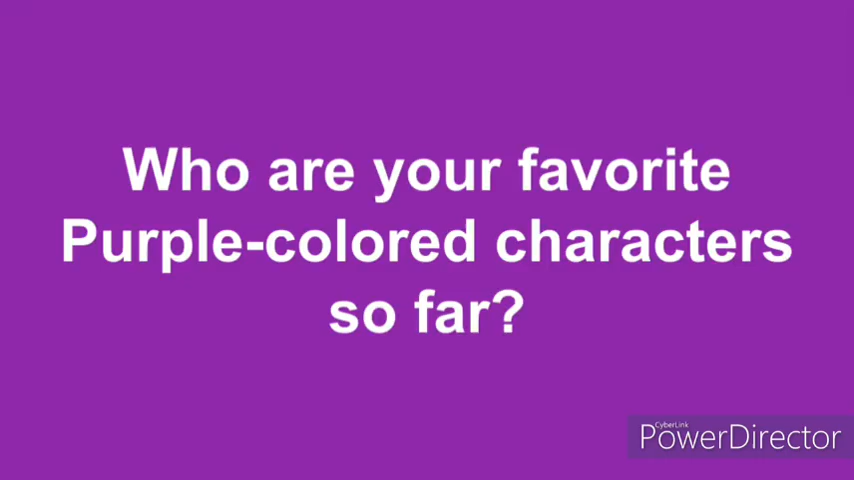 Who are your favorite
Purple-colored characters
so far?
CyberLink
PowerDirector